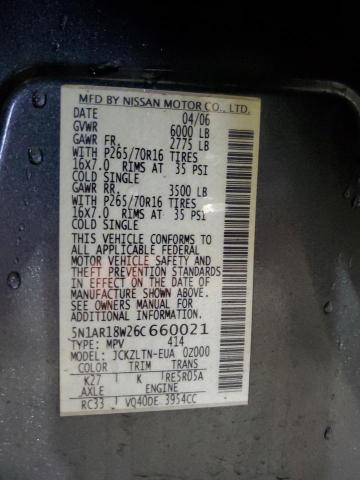 MFD BY NISSAN MOTOR CO., LTD.
DATE 04/06
GVWR 6000 LB
GAWR FR. 2775 LB
WITH P265/70R16 TIRES
16X7.0 RIMS AT 35 PSI
COLD SINGLE
GAWR RR. 3500 LB
WITH P265/70R16 TIRES
16X7.0 RIMS AT 35 PSI
COLD SINGLE
THIS VEHICLE CONFORMS TO
ALL APPLICABLE FEDERAL
MOTOR VEHICLE SAFETY AND
THEFT PREVENTION STANDARDS
IN EFFECT ON THE DATE OF
MANUFACTURE SHOWN ABOVE.
SEE OWNERS MANUAL FOR
ADDITIONAL INFORMATION
5N1AR18W26C660021
TYPE: MPV 414
MODEL: JCKZLTN-EUA 0Z000
COLOR TRIM TRANS
K27 K RE5R05A
AXLE ENGINE
RC33 VQ40DE 3954CC